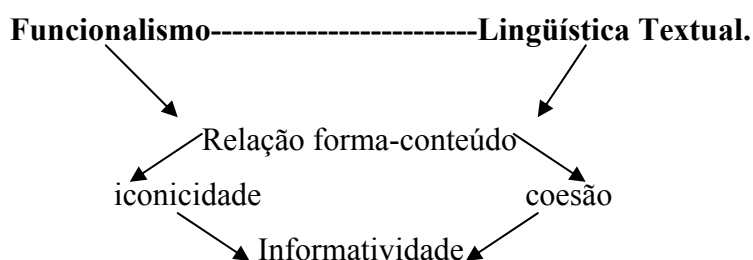 Funcionalismo-------------------------Lingüística Textual.
Relação forma-conteúdo
iconicidade coesão
Informatividade